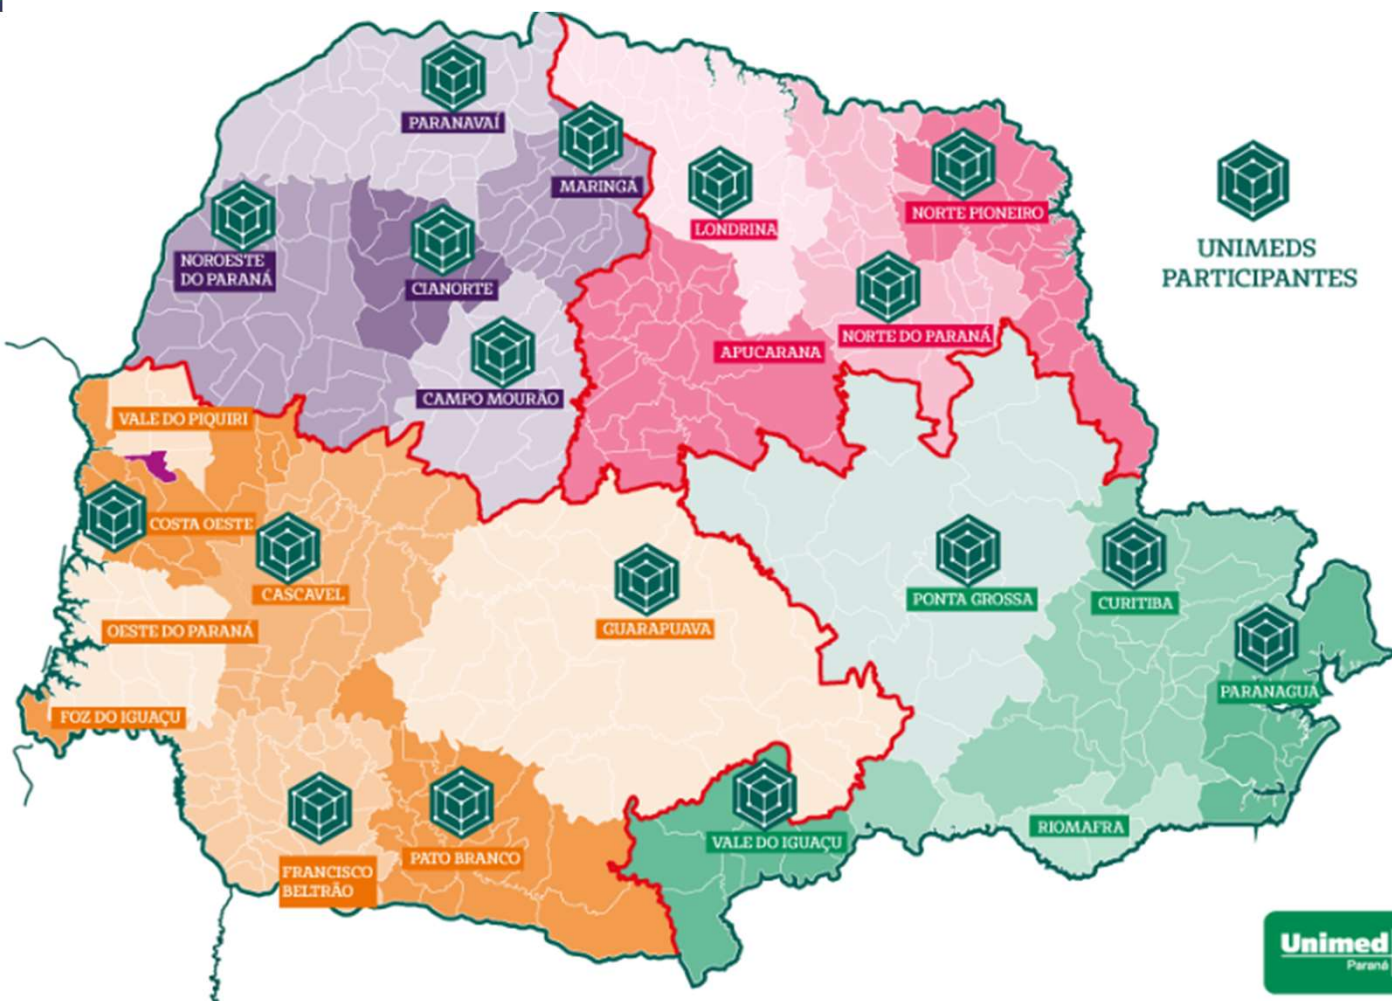 PARANAVAÍ
MARINGÁ
NOROESTE
DO PARANÁ
CIANORTE
CAMPO MOURÃO
LONDRINA
NORTE PIONEIRO
NORTE DO PARANÁ
APUCARANA
UNIMEDS
PARTICIPANTES
VALE DO PIQUIRI
COSTA OESTE
CASCAVEL
OESTE DO PARANÁ
FOZ DO IGUAÇU
GUARAPUAVA
PONTA GROSSA
CURITIBA
PARANAGUÁ
FRANCISCO
BELTRÃO
PATO BRANCO
VALE DO IGUAÇU
RIOMAFRA
Unimed
Paraná